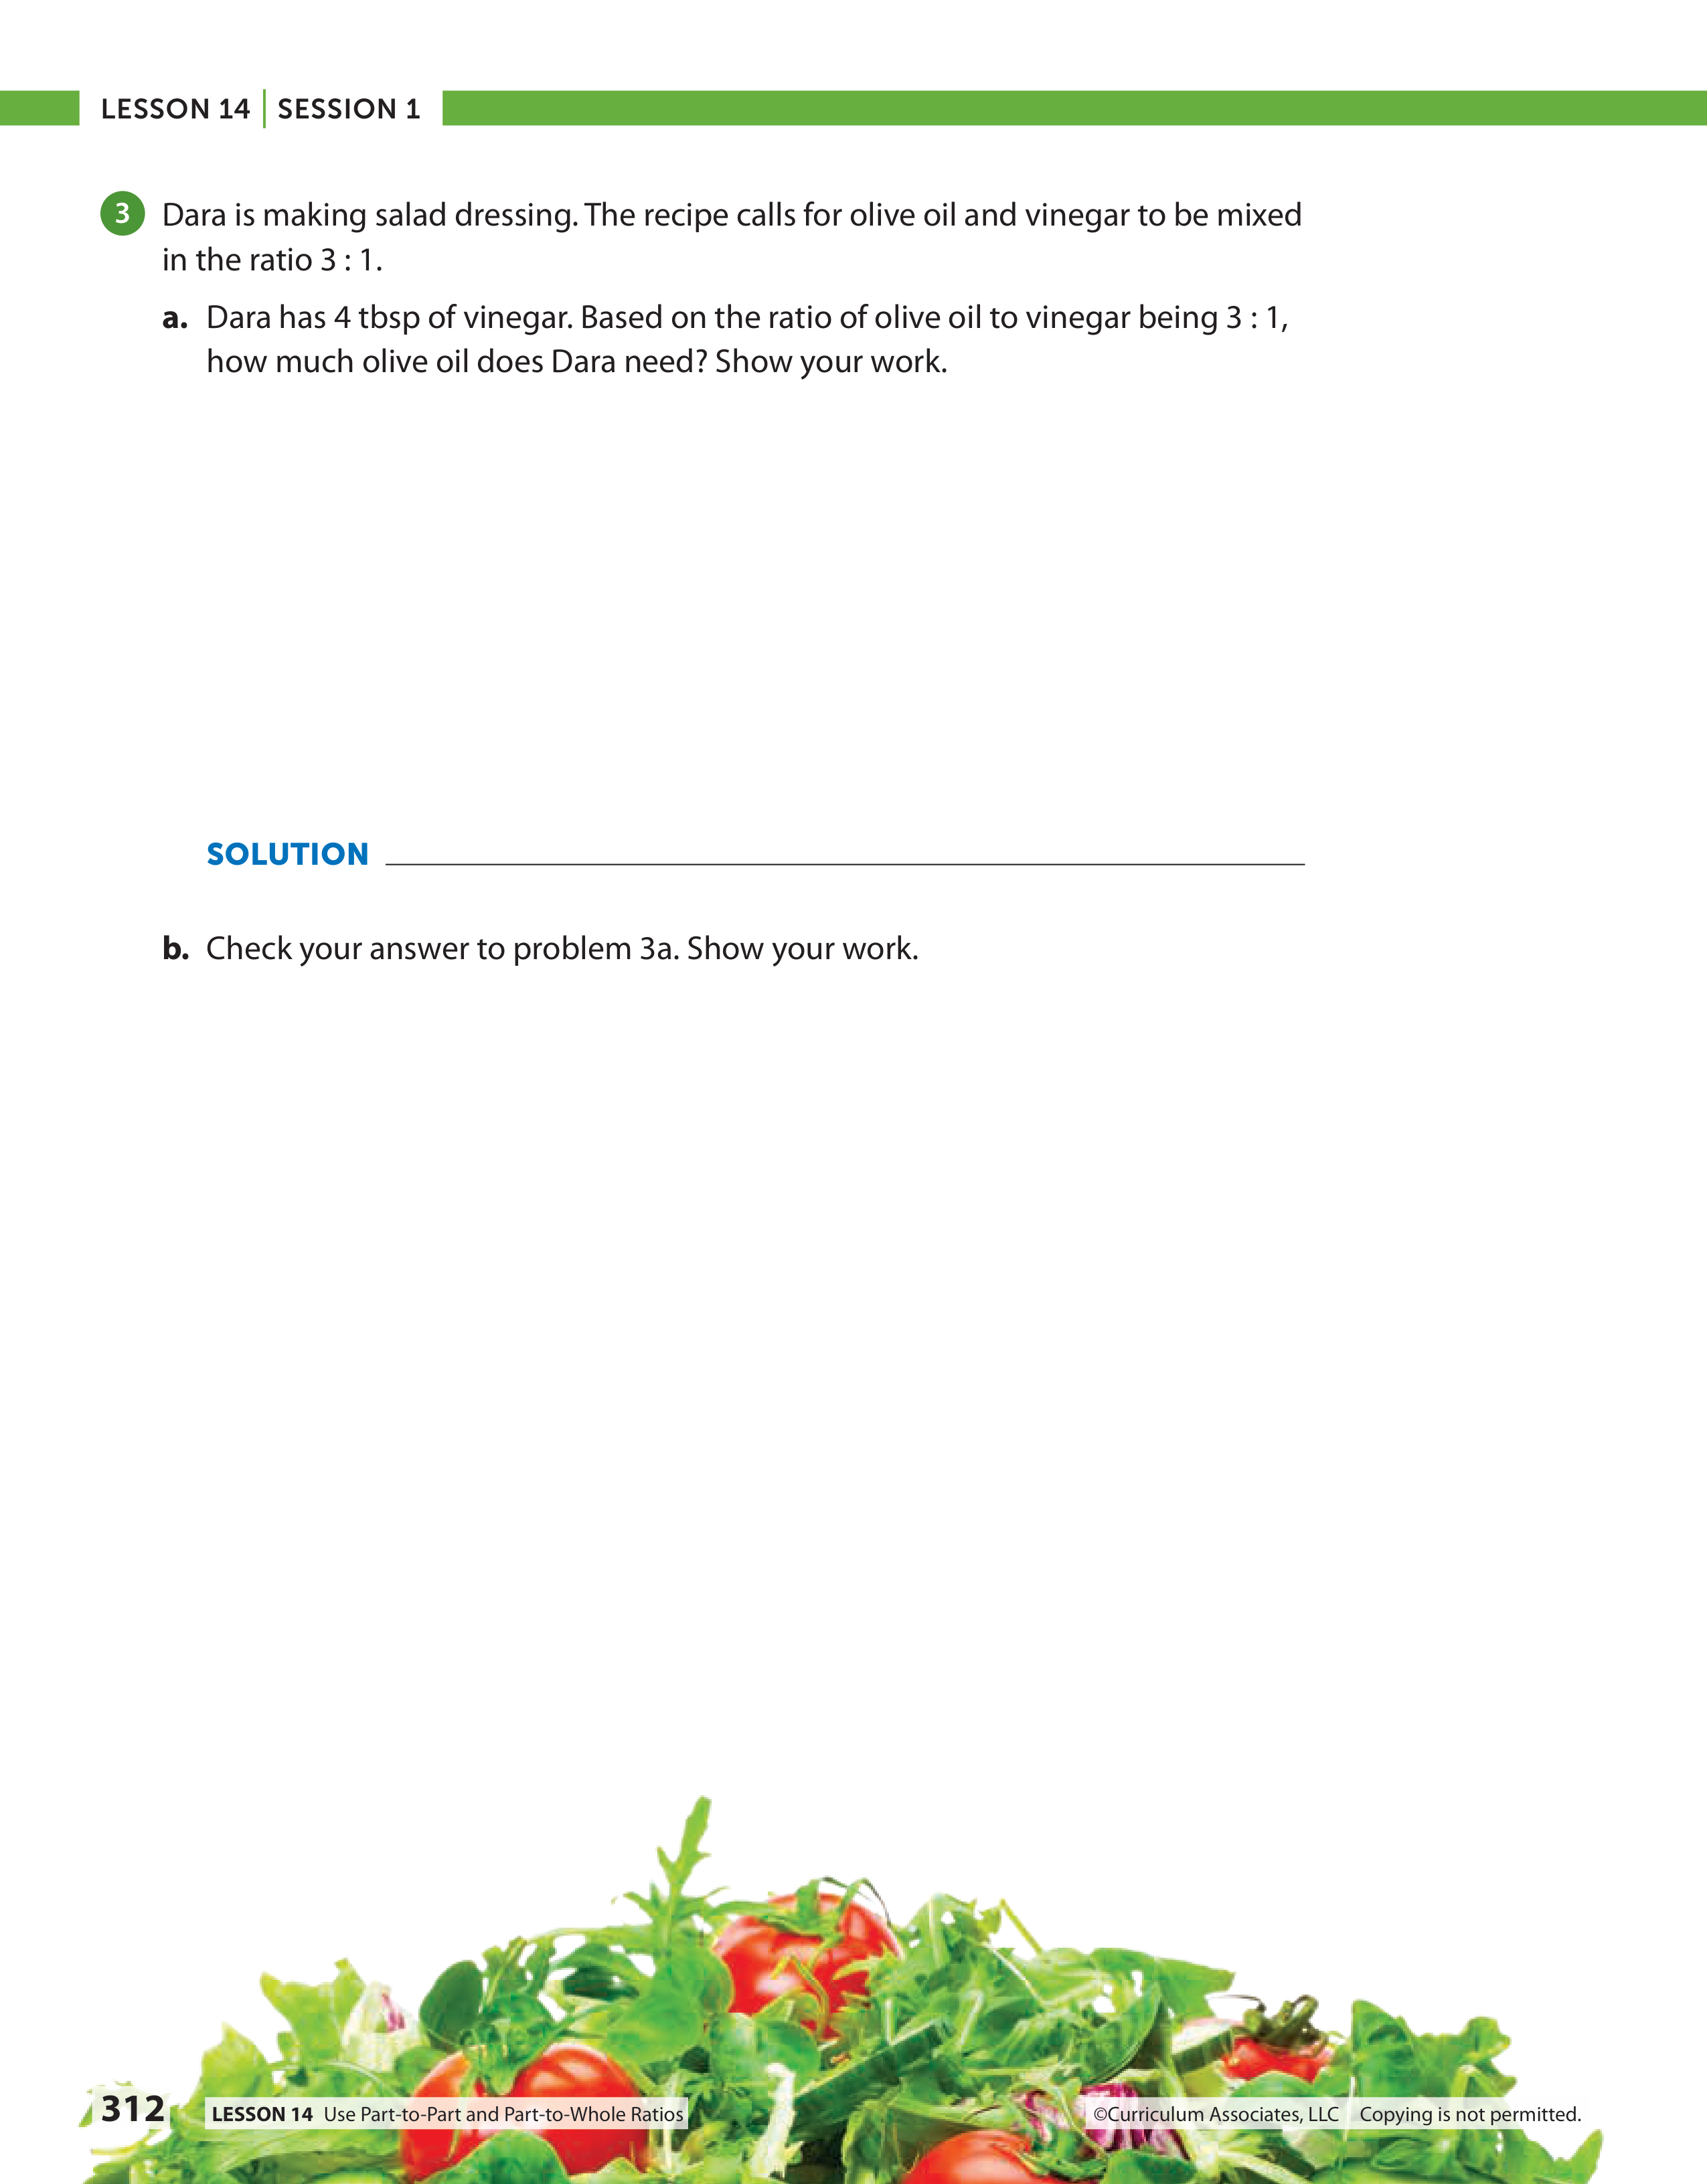 LESSON 14 | SESSION 1
3 Dara is making salad dressing. The recipe calls for olive oil and vinegar to be mixed
in the ratio 3 : 1.
a. Dara has 4 tbsp of vinegar. Based on the ratio of olive oil to vinegar being 3 : 1,
how much olive oil does Dara need? Show your work.
SOLUTION
b. Check your answer to problem 3a. Show your work.
312 LESSON 14 Use Part-to-Part and Part-to-Whole Ratios ©Curriculum Associates, LLC Copying is not permitted.